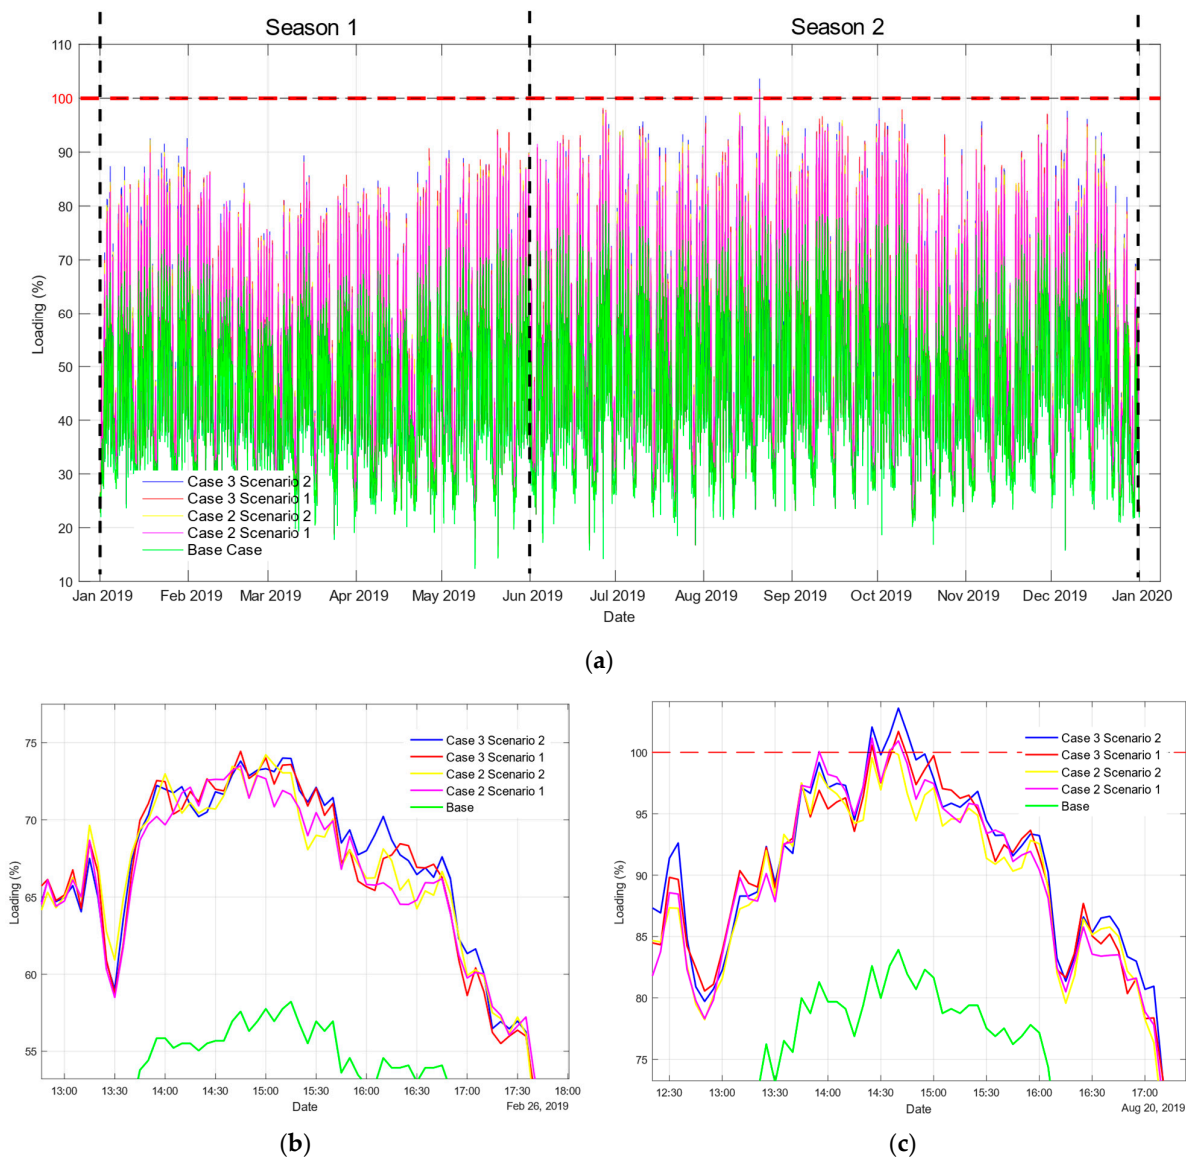 Season 1
Season 2
110
100
90
80
70
60
50
40
30
20
10
Loading (%)
Case 3 Scenario 2
Case 3 Scenario 1
Case 2 Scenario 2
Case 2 Scenario 1
Base Case
Jan 2019 Feb 2019 Mar 2019 Apr 2019 May 2019 Jun 2019 Jul 2019 Aug 2019 Sep 2019 Oct 2019 Nov 2019 Dec 2019 Jan 2020
Date
(a)
75
70
65
60
55
Loading (%)
Case 3 Scenario 2
Case 3 Scenario 1
Case 2 Scenario 2
Case 2 Scenario 1
Base
13:00 13:30 14:00 14:30 15:00 15:30 16:00 16:30 17:00 17:30 18:00
Date
Feb 26, 2019
(b)
100
95
90
85
80
75
Loading (%)
Case 3 Scenario 2
Case 3 Scenario 1
Case 2 Scenario 2
Case 2 Scenario 1
Base
12:30 13:00 13:30 14:00 14:30 15:00 15:30 16:00 16:30 17:00
Date
Aug 20, 2019
(c)